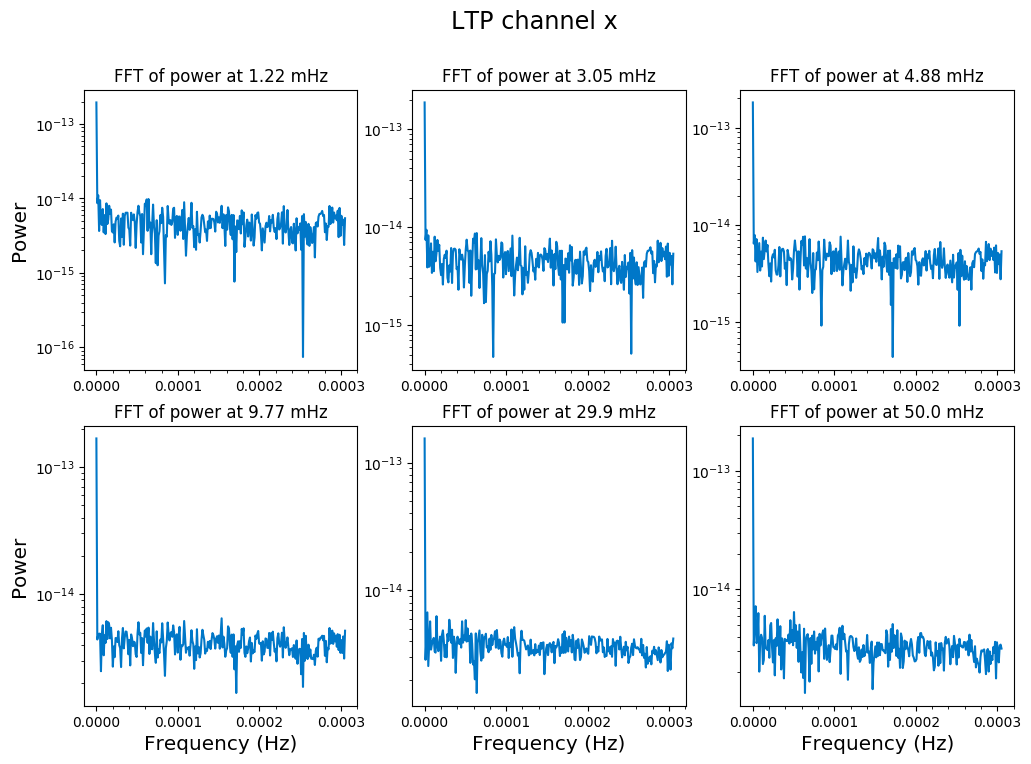 LTP channel x
FFT of power at 1.22 mHz
FFT of power at 3.05 mHz
FFT of power at 4.88 mHz
Power
10⁻¹³
10⁻¹⁴
10⁻¹⁵
10⁻¹⁶
0.0000 0.0001 0.0002 0.0003
10⁻¹³
10⁻¹⁴
10⁻¹⁵
0.0000 0.0001 0.0002 0.0003
10⁻¹³
10⁻¹⁴
10⁻¹⁵
0.0000 0.0001 0.0002 0.0003
FFT of power at 9.77 mHz
FFT of power at 29.9 mHz
FFT of power at 50.0 mHz
Power
10⁻¹³
10⁻¹⁴
0.0000 0.0001 0.0002 0.0003
Frequency (Hz)
10⁻¹³
10⁻¹⁴
0.0000 0.0001 0.0002 0.0003
Frequency (Hz)
10⁻¹³
10⁻¹⁴
0.0000 0.0001 0.0002 0.0003
Frequency (Hz)